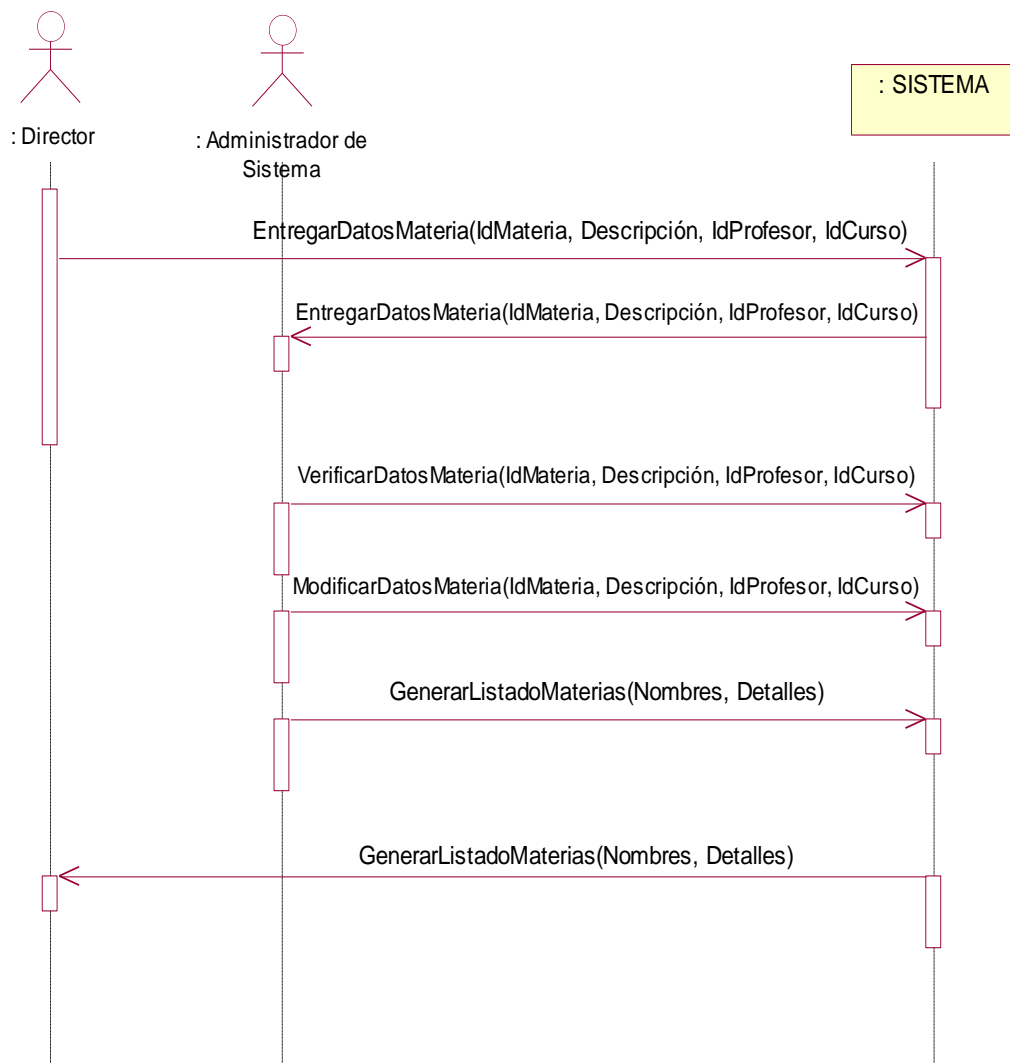 : Director
: Administrador de
Sistema
: SISTEMA
EntregarDatosMateria(IdMateria, Descripción, IdProfesor, IdCurso)
EntregarDatosMateria(IdMateria, Descripción, IdProfesor, IdCurso)
VerificarDatosMateria(IdMateria, Descripción, IdProfesor, IdCurso)
ModificarDatosMateria(IdMateria, Descripción, IdProfesor, IdCurso)
GenerarListadoMaterias(Nombres, Detalles)
GenerarListadoMaterias(Nombres, Detalles)